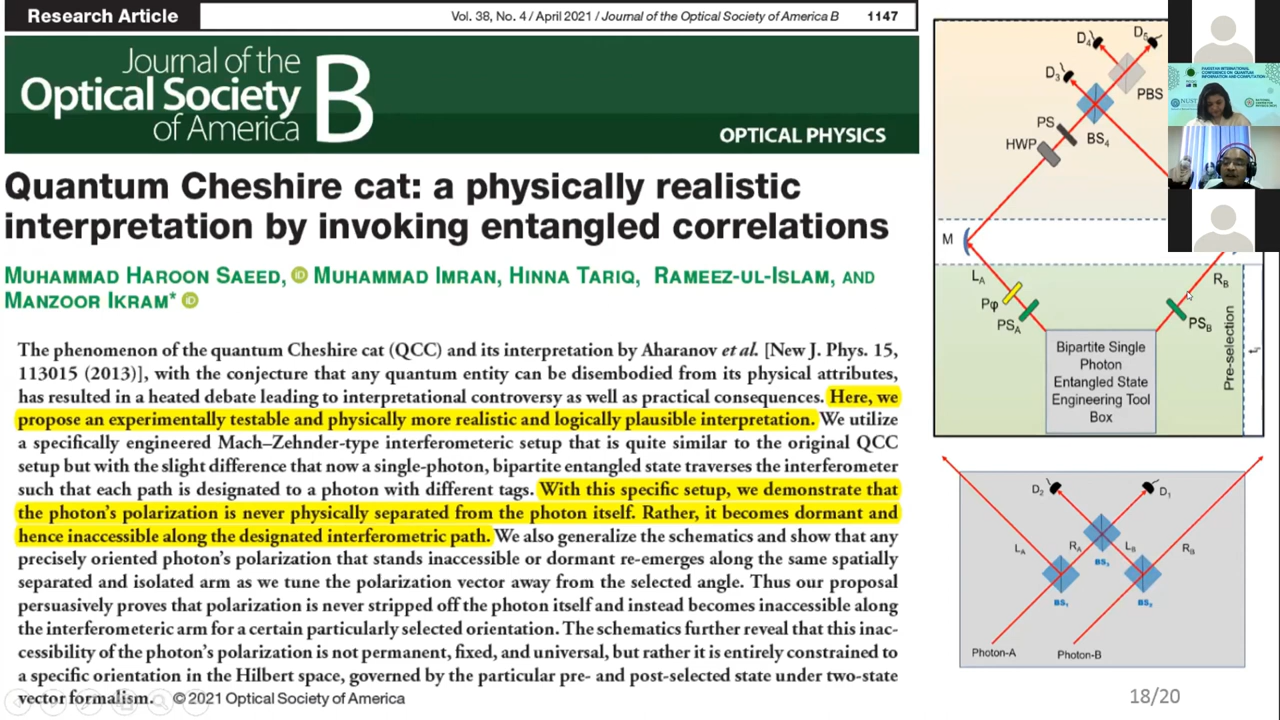 Research Article
Vol. 38, No. 4 / April 2021 / Journal of the Optical Society of America B 1147
Journal of the
Optical Society
of America
B
OPTICAL PHYSICS
Quantum Cheshire cat: a physically realistic
interpretation by invoking entangled correlations
MUHAMMAD HAROON SAEED, iD MUHAMMAD IMRAN, HINNA TARIQ, RAMEEZ-UL-ISLAM, AND
MANZOOR IKRAM* iD
The phenomenon of the quantum Cheshire cat (QCC) and its interpretation by Aharanov et al. [New J. Phys. 15,
113015 (2013)], with the conjecture that any quantum entity can be disembodied from its physical attributes,
has resulted in a heated debate leading to interpretational controversy as well as practical consequences. Here, we
propose an experimentally testable and physically more realistic and logically plausible interpretation. We utilize
a specifically engineered Mach–Zehnder-type interferometeric setup that is quite similar to the original QCC
setup but with the slight difference that now a single-photon, bipartite entangled state traverses the interferometer
such that each path is designated to a photon with different tags. With this specific setup, we demonstrate that
the photon's polarization is never physically separated from the photon itself. Rather, it becomes dormant and
hence inaccessible along the designated interferometric path. We also generalize the schematics and show that any
precisely oriented photon's polarization that stands inaccessible or dormant re-emerges along the same spatially
separated and isolated arm as we tune the polarization vector away from the selected angle. Thus our proposal
persuasively proves that polarization is never stripped off the photon itself and instead becomes inaccessible along
the interferometeric arm for a certain particularly selected orientation. The schematics further reveal that this inac-
cessibility of the photon's polarization is not permanent, fixed, and universal, but rather it is entirely constrained to
a specific orientation in the Hilbert space, governed by the particular pre- and post-selected state under two-state
vector formalism. © 2021 Optical Society of America
D4
D5
D3
PBS
PS
BS4
HWP
M
LA
RB
Pφ
PSA
PSB
Pre-selection
Bipartite Single
Photon
Entangled State
Engineering Tool
Box
D2
D1
LA
RA
LB
RB
BS3
BS1
BS2
Photon-A
Photon-B
18/20
PAKISTAN INTERNATIONAL
CONFERENCE ON QUANTUM
INFORMATION AND COMPUTATION
NUST